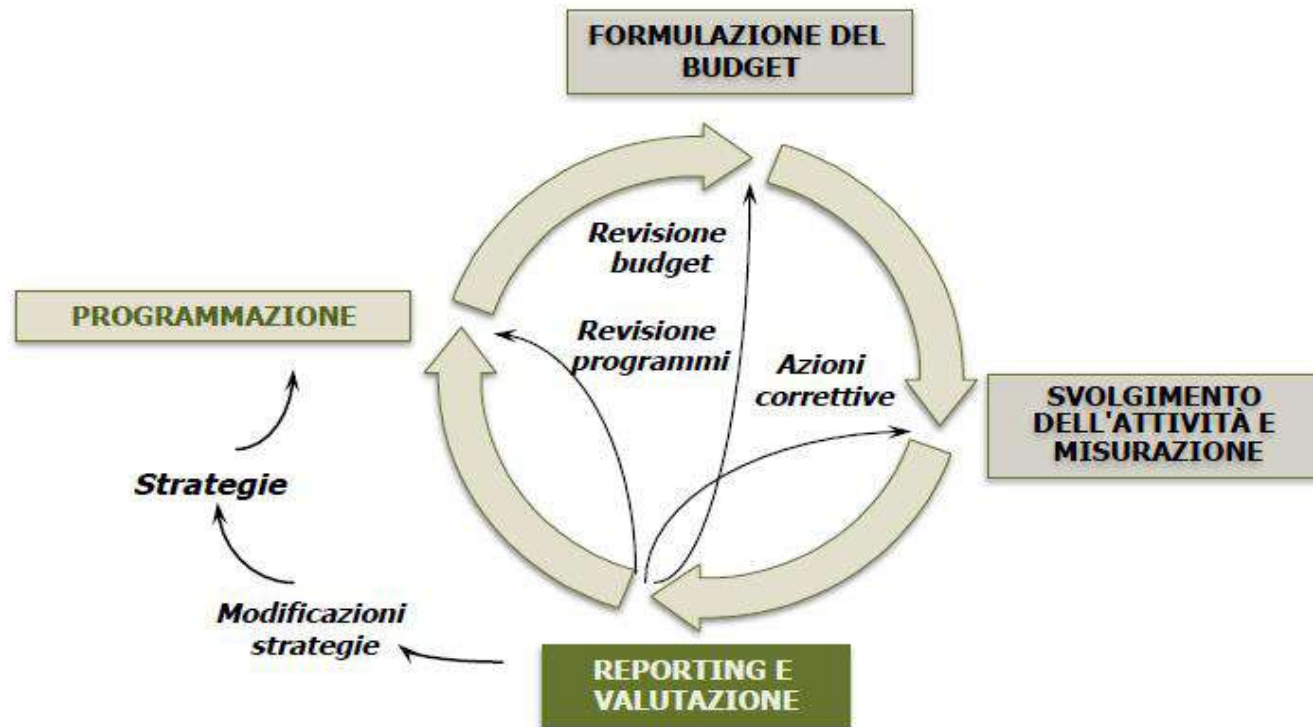 FORMULAZIONE DEL
BUDGET
Revisione
budget
PROGRAMMAZIONE
Revisione
programmi
Azioni
correttive
SVOLGIMENTO
DELL'ATTIVITÀ E
MISURAZIONE
Strategie
Modificazioni
strategie
REPORTING E
VALUTAZIONE